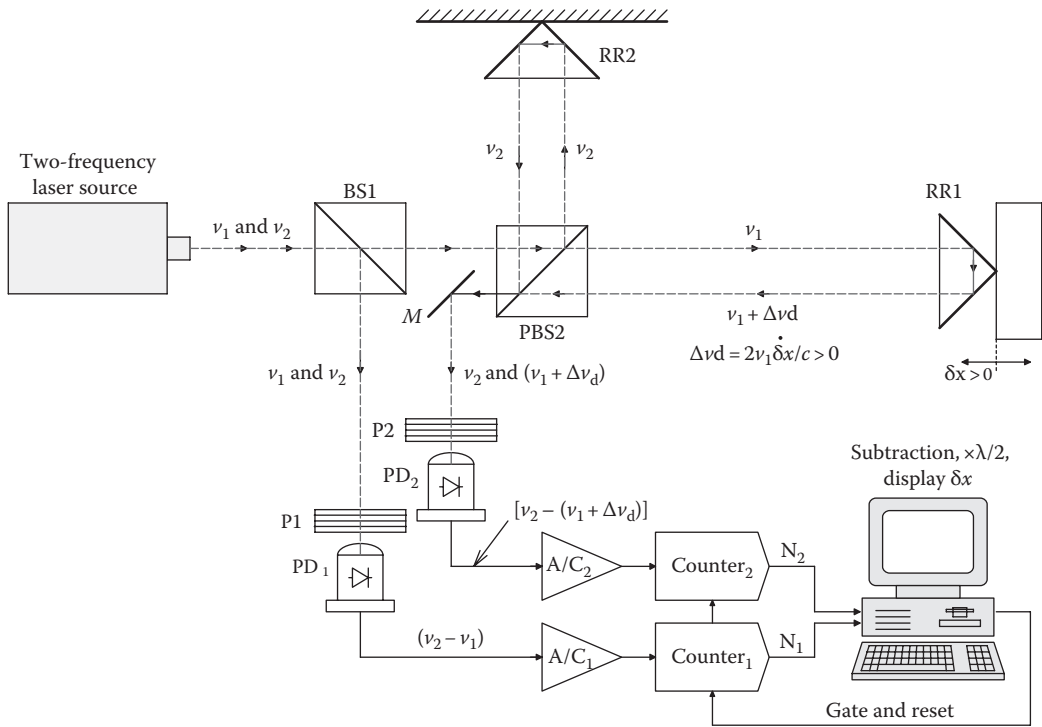 RR2
ν₂
ν₂
Two-frequency
laser source
BS1
RR1
ν₁ and ν₂
ν₁
M
PBS2
ν₁ + Δνd
Δνd = 2ν₁δẋ/c > 0
δx > 0
ν₁ and ν₂
ν₂ and (ν₁ + Δν_d)
P2
PD₂
Subtraction, ×λ/2,
display δx
[ν₂ – (ν₁ + Δν_d)]
P1
PD₁
A/C₂
Counter₂
N₂
(ν₂ – ν₁)
A/C₁
Counter₁
N₁
Gate and reset